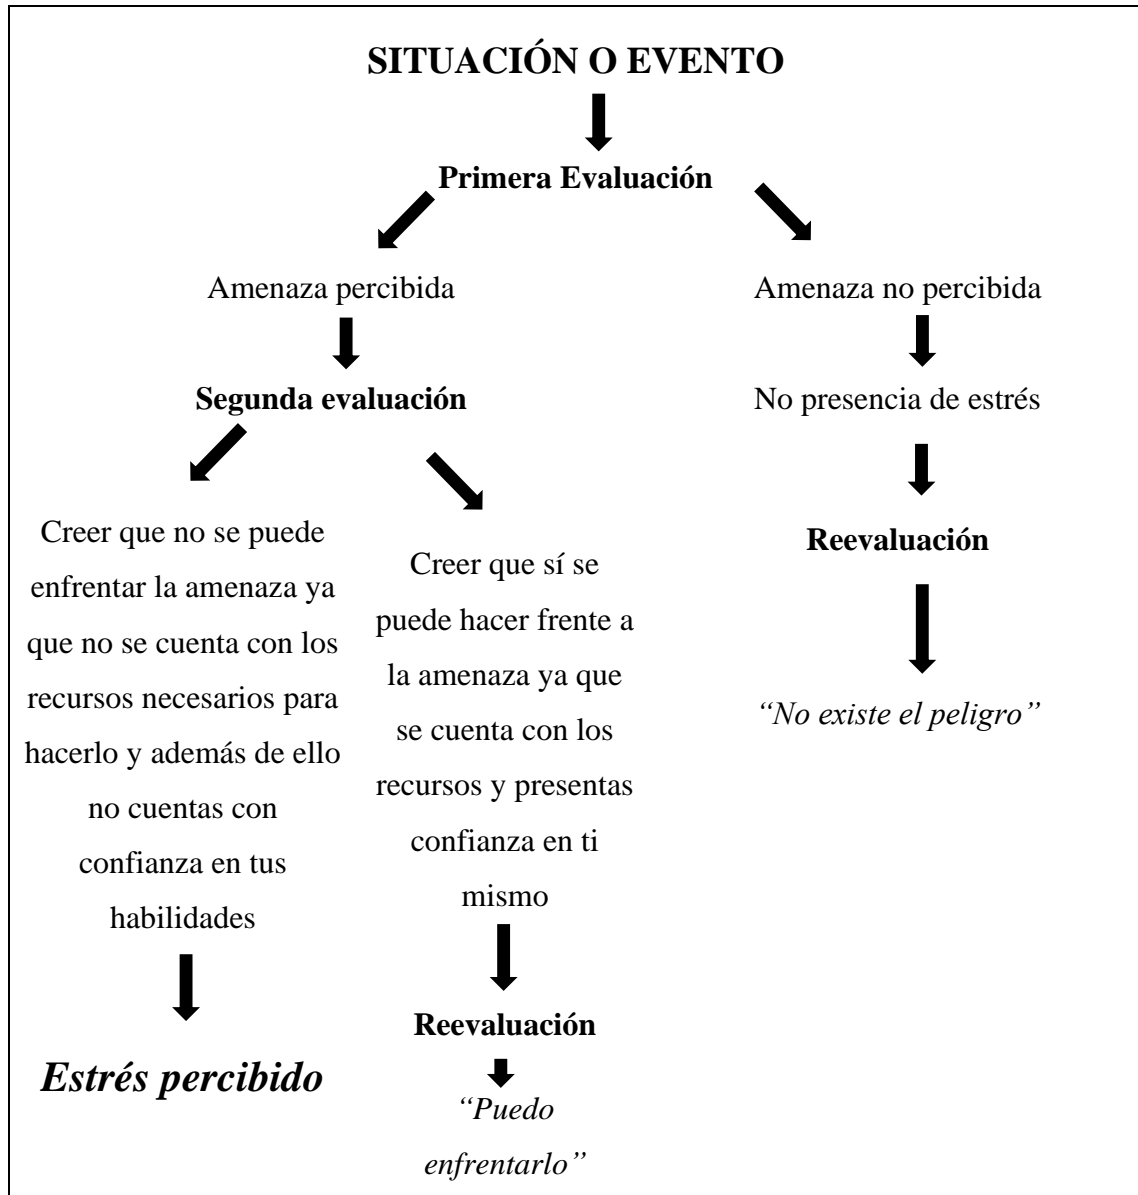 SITUACIÓN O EVENTO
Primera Evaluación
Amenaza percibida
Segunda evaluación
Creer que no se puede
enfrentar la amenaza ya
que no se cuenta con los
recursos necesarios para
hacerlo y además de ello
no cuentas con
confianza en tus
habilidades
Estrés percibido
Creer que sí se
puede hacer frente a
la amenaza ya que
se cuenta con los
recursos y presentas
confianza en ti
mismo
Reevaluación
“Puedo
enfrentarlo”
Amenaza no percibida
No presencia de estrés
Reevaluación
“No existe el peligro”